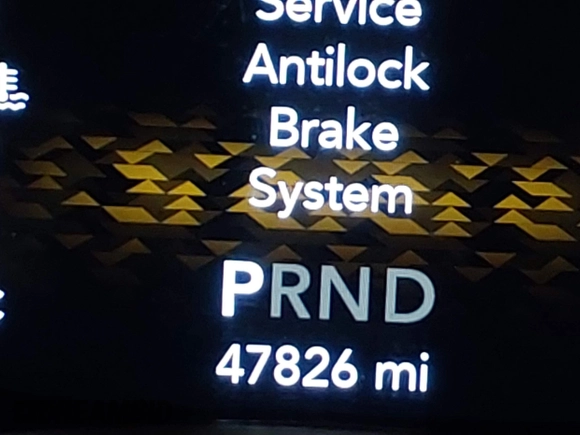 Service
Antilock
Brake
System
PRND
47826 mi